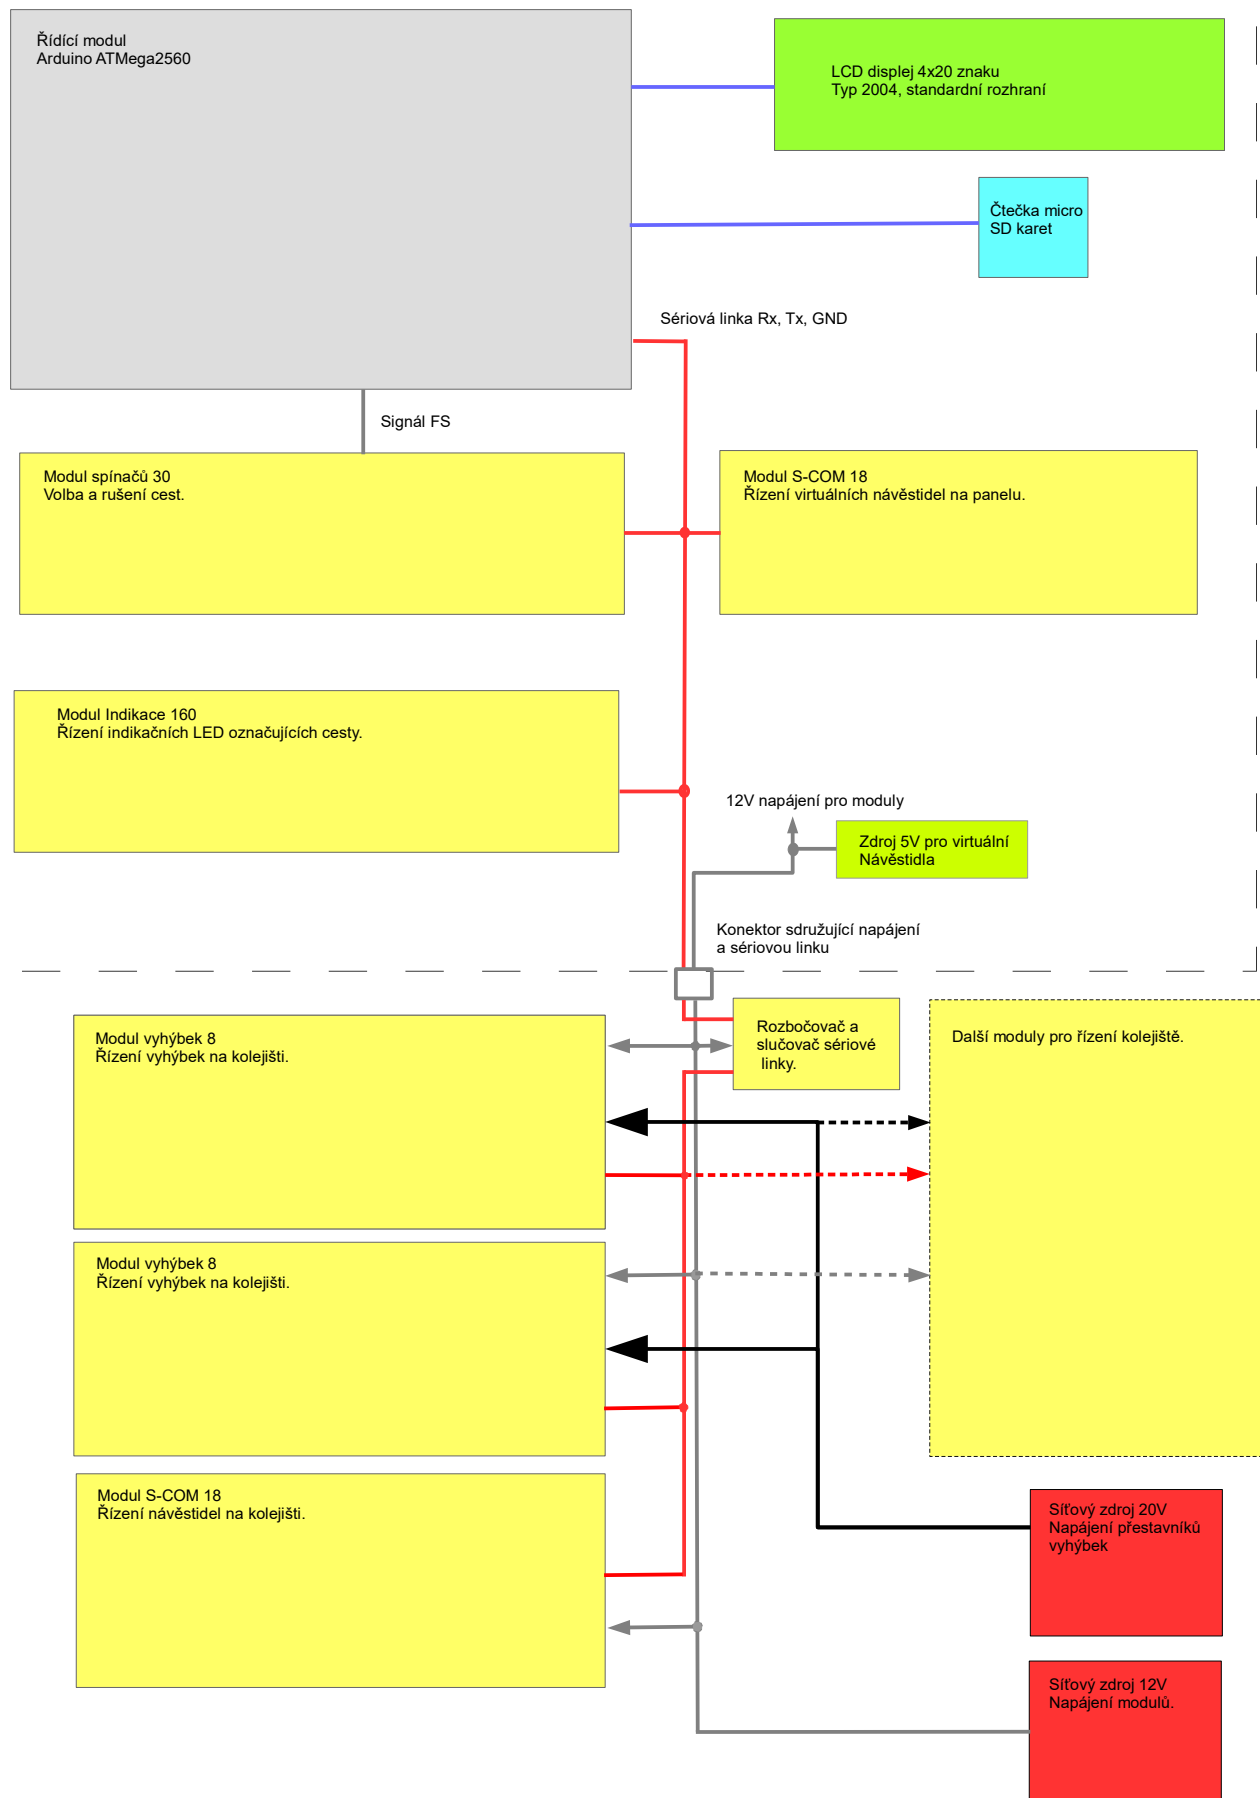 Řídící modul
Arduino ATMega2560
LCD displej 4x20 znaku
Typ 2004, standardní rozhraní
Čtečka micro
SD karet
Sériová linka Rx, Tx, GND
Signál FS
Modul spínačů 30
Volba a rušení cest.
Modul S-COM 18
Řízení virtuálních návěstidel na panelu.
Modul Indikace 160
Řízení indikačních LED označujících cesty.
12V napájení pro moduly
Zdroj 5V pro virtuální
Návěstidla
Konektor sdružující napájení
a sériovou linku
Modul vyhýbek 8
Řízení vyhýbek na kolejišti.
Rozbočovač a
slučovač sériové
linky.
Další moduly pro řízení kolejiště.
Modul vyhýbek 8
Řízení vyhýbek na kolejišti.
Modul S-COM 18
Řízení návěstidel na kolejišti.
Síťový zdroj 20V
Napájení přestavníků
vyhýbek
Síťový zdroj 12V
Napájení modulů.